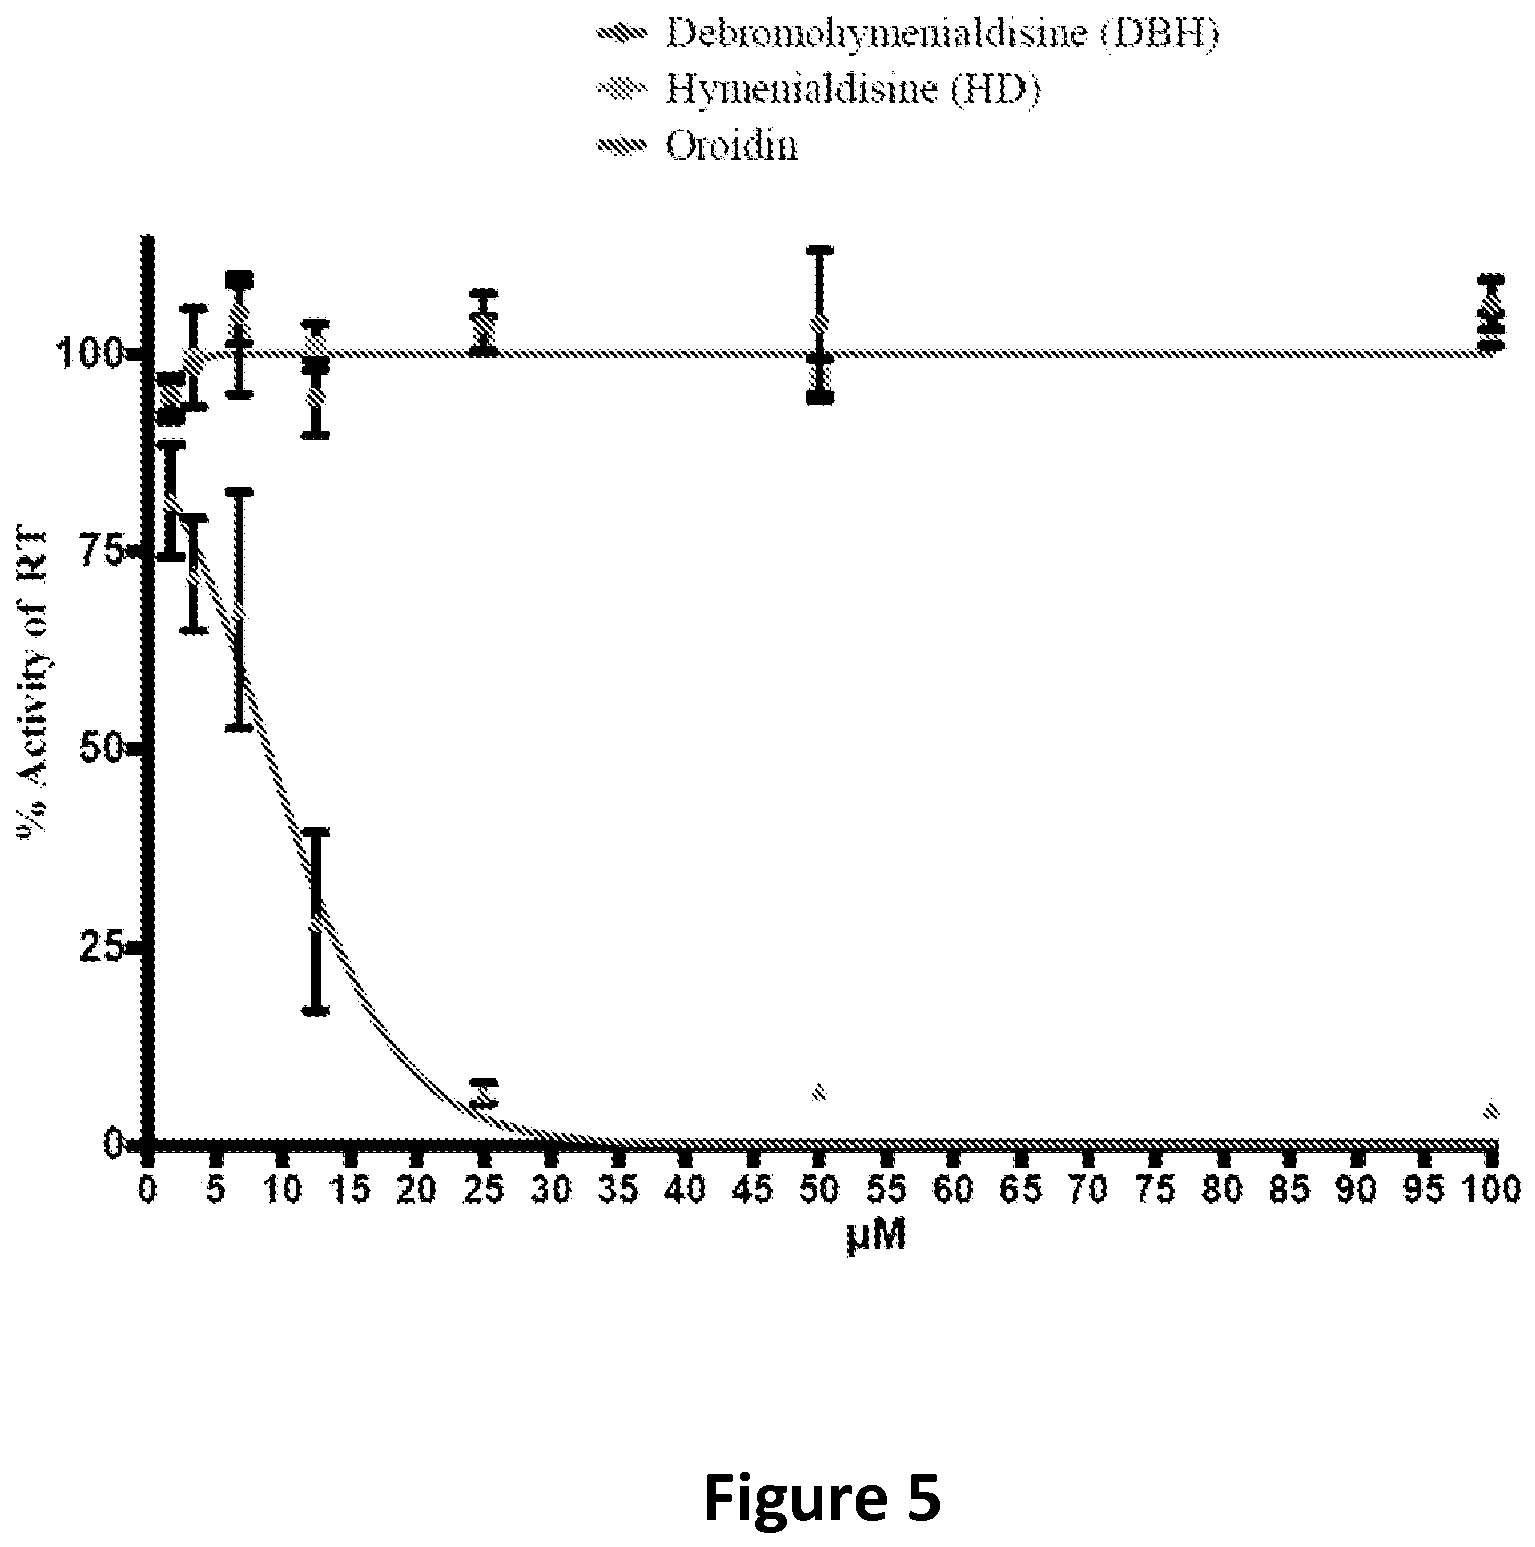 Debromohymenialdisine (DBH)
Hymenialdisine (HD)
Oroidin
% Activity of RT
100
75
50
25
0
0 5 10 15 20 25 30 35 40 45 50 55 60 65 70 75 80 85 90 95 100
µM
Figure 5